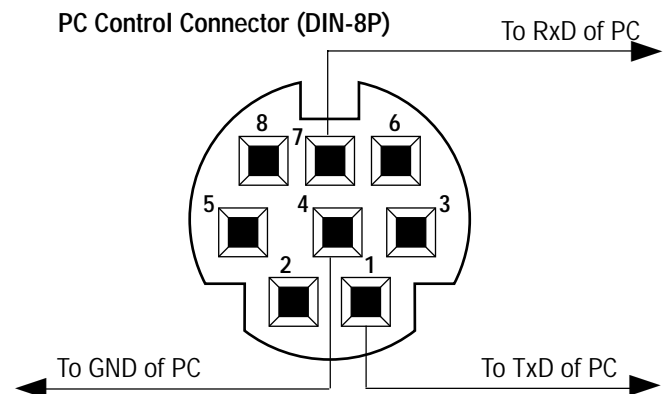 PC Control Connector (DIN-8P)
To RxD of PC
8 7 6
5 4 3
2 1
To GND of PC
To TxD of PC